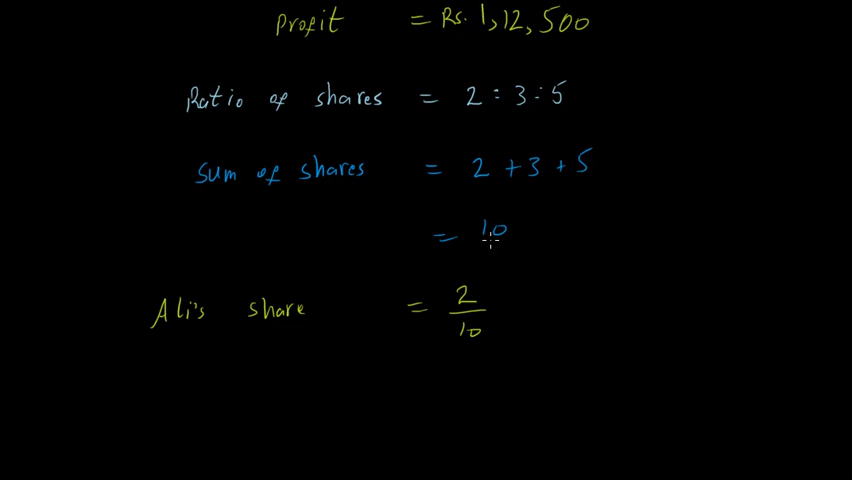 Profit = Rs. 1,12,500
Ratio of shares = 2 : 3 : 5
Sum of shares = 2 + 3 + 5
= 10
Ali's share = 2/10